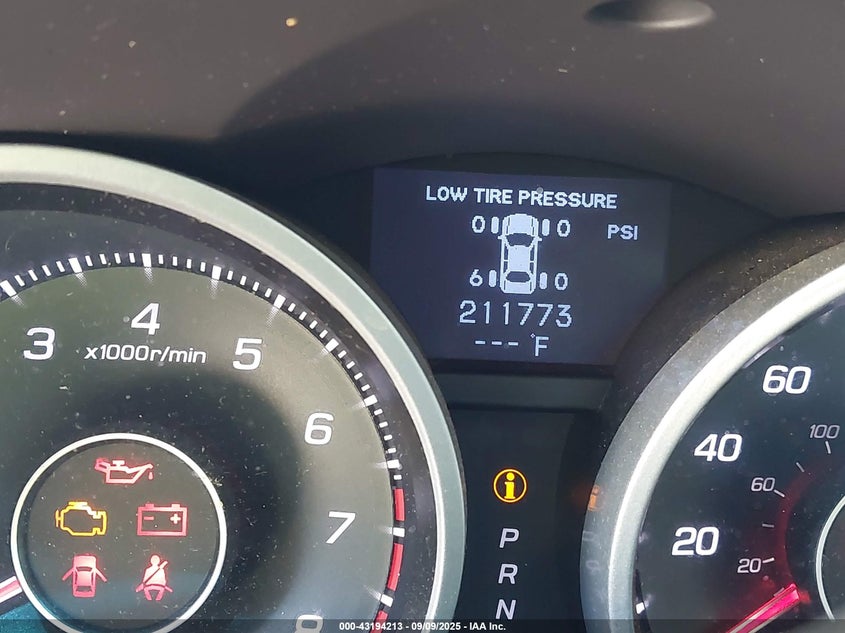 LOW TIRE PRESSURE
0 0 PSI
6 0
211773
--- °F
3 4 5 6 7 8
x1000r/min
P
R
N
20 40 60
20 60 100
000-43194213 - 09/09/2025 - IAA Inc.